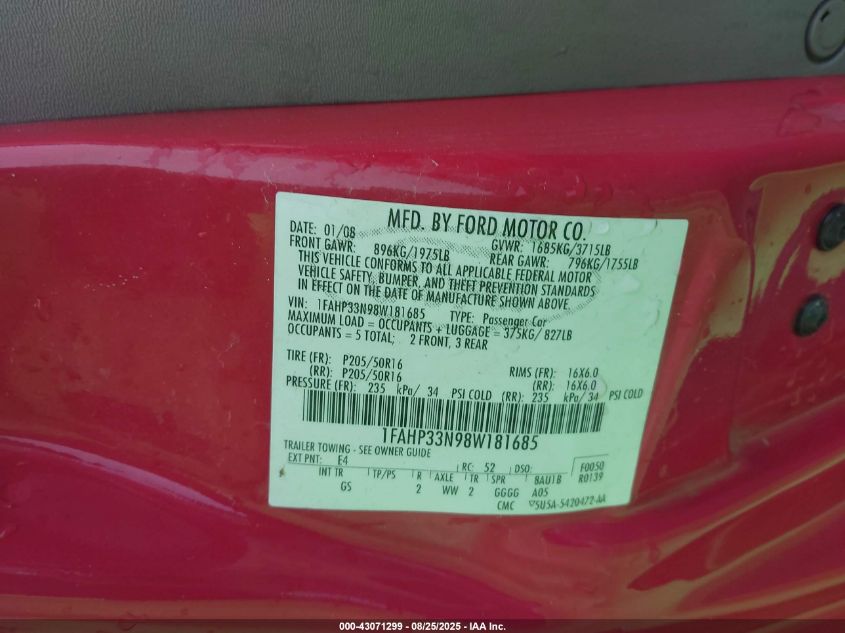 MFD. BY FORD MOTOR CO.
DATE: 01/08 GVWR: 1685KG/3715LB
FRONT GAWR: 896KG/1975LB REAR GAWR: 796KG/1755LB
THIS VEHICLE CONFORMS TO ALL APPLICABLE FEDERAL MOTOR
VEHICLE SAFETY, BUMPER, AND THEFT PREVENTION STANDARDS
IN EFFECT ON THE DATE OF MANUFACTURE SHOWN ABOVE.
VIN: 1FAHP33N98W181685 TYPE: Passenger Car
MAXIMUM LOAD = OCCUPANTS + LUGGAGE = 375KG/ 827LB
OCCUPANTS = 5 TOTAL; 2 FRONT, 3 REAR
TIRE (FR): P205/50R16 RIMS (FR): 16X6.0
(RR): P205/50R16 (RR): 16X6.0
PRESSURE (FR): 235 kPa/ 34 PSI COLD (RR): 235 kPa/ 34 PSI COLD
1FAHP33N98W181685
TRAILER TOWING - SEE OWNER GUIDE
EXT PNT: E4 RC: 52 DSO: F0050
INT TR TP/PS R AXLE TR SPR 8AU1B R0139
GS 2 WW 2 GGGG A05
CMC ▽5U5A-5420472-AA
000-43071299 - 08/25/2025 - IAA Inc.